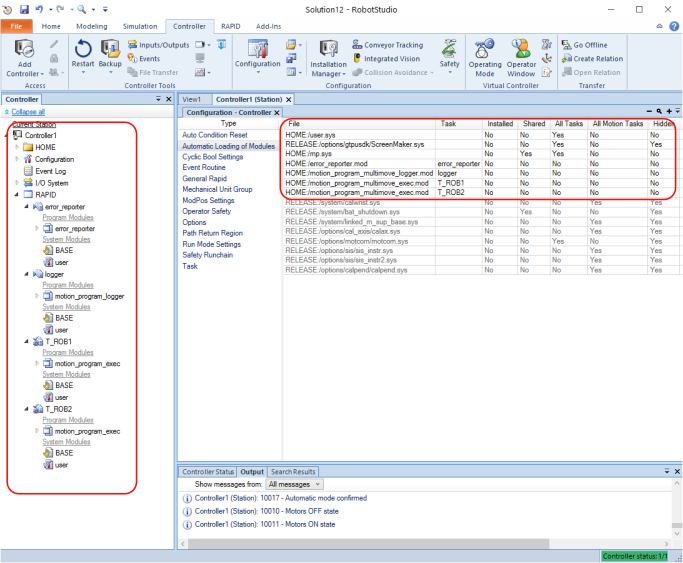 Solution12 - RobotStudio
File Home Modeling Simulation Controller RAPID Add-Ins
Add Controller
Access
Restart Backup Inputs/Outputs Events File Transfer
Controller Tools
Configuration Installation Manager Conveyor Tracking Integrated Vision Collision Avoidance Safety
Configuration
Operating Mode Operator Window
Virtual Controller
Go Offline Create Relation Open Relation
Transfer
Controller
Collapse all
Current Station
Controller1
HOME
Configuration
Event Log
I/O System
RAPID
error_reporter
Program Modules
error_reporter
System Modules
BASE
user
logger
Program Modules
motion_program_logger
System Modules
BASE
user
T_ROB1
Program Modules
motion_program_exec
System Modules
BASE
user
T_ROB2
Program Modules
motion_program_exec
System Modules
BASE
user
View1 Controller1 (Station) X
Configuration - Controller X
Type
Auto Condition Reset
Automatic Loading of Modules
Cyclic Bool Settings
Event Routine
General Rapid
Mechanical Unit Group
ModPos Settings
Operator Safety
Options
Path Return Region
Run Mode Settings
Safety Runchain
Task
File Task Installed Shared All Tasks All Motion Tasks Hidden
HOME:/user.sys No No Yes No No
RELEASE:/options/gtpusdk/ScreenMaker.sys No No Yes No Yes
HOME:/mp.sys No Yes Yes No No
HOME:/error_reporter.mod error_reporter No No No No No
HOME:/motion_program_multimove_logger.mod logger No No No No No
HOME:/motion_program_multimove_exec.mod T_ROB1 No No No No No
HOME:/motion_program_multimove_exec.mod T_ROB2 No No No No No
RELEASE:/system/calwrist.sys No No No Yes Yes
RELEASE:/system/bat_shutdown.sys No Yes No No Yes
RELEASE:/system/linked_m_sup_base.sys No No No Yes Yes
RELEASE:/options/cal_axis/calax.sys No No No Yes Yes
RELEASE:/options/motcom/motcom.sys No No Yes No Yes
RELEASE:/options/sis/sis_instr.sys No No No Yes Yes
RELEASE:/options/sis/sis_instr2.sys No No No Yes Yes
RELEASE:/options/calpend/calpend.sys No No No Yes Yes
Controller Status Output Search Results
Show messages from: All messages
Controller1 (Station): 10017 - Automatic mode confirmed
Controller1 (Station): 10010 - Motors OFF state
Controller1 (Station): 10011 - Motors ON state
Controller status: 1/1